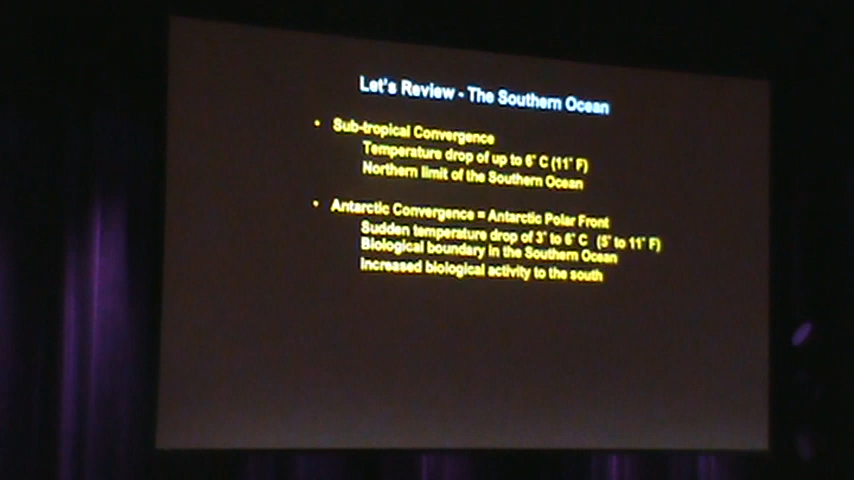 Let's Review - The Southern Ocean
• Sub-tropical Convergence
Temperature drop of up to 6° C (11° F)
Northern limit of the Southern Ocean
• Antarctic Convergence = Antarctic Polar Front
Sudden temperature drop of 3° to 6° C (5° to 11° F)
Biological boundary in the Southern Ocean
Increased biological activity to the south